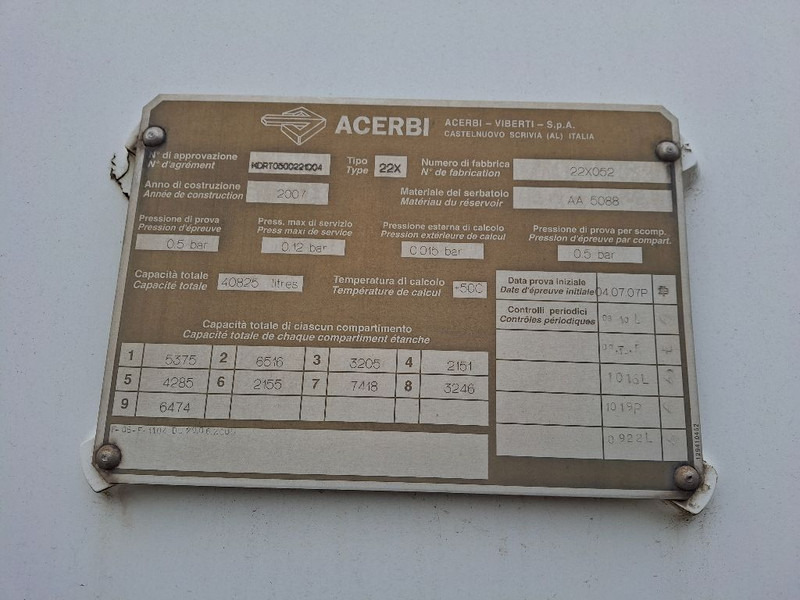 ACERBI
ACERBI - VIBERTI - S.p.A.
CASTELNUOVO SCRIVIA (AL) ITALIA
N° di approvazione
N° d'agrément
KDRT0500221004
Tipo
Type
22X
Numero di fabbrica
N° de fabrication
22X052
Anno di costruzione
Année de construction
2007
Materiale del serbatoio
Matériau du réservoir
AA 5088
Pressione di prova
Pression d'épreuve
0.5 bar
Press. max di servizio
Press maxi de service
0.12 bar
Pressione esterna di calcolo
Pression extérieure de calcul
0.015 bar
Pressione di prova per scomp.
Pression d'épreuve par compart.
0.5 bar
Capacità totale
Capacité totale
40825 litres
Temperatura di calcolo
Température de calcul
+50C
Data prova iniziale
Date d'épreuve initiale
04.07.07P
Controlli periodici
Contrôles périodiques
1013L
1019P
0.922L
Capacità totale di ciascun compartimento
Capacité totale de chaque compartiment étanche
1 5375 2 6516 3 3205 4 2151
5 4285 6 2155 7 7418 8 3246
9 6474
129410452